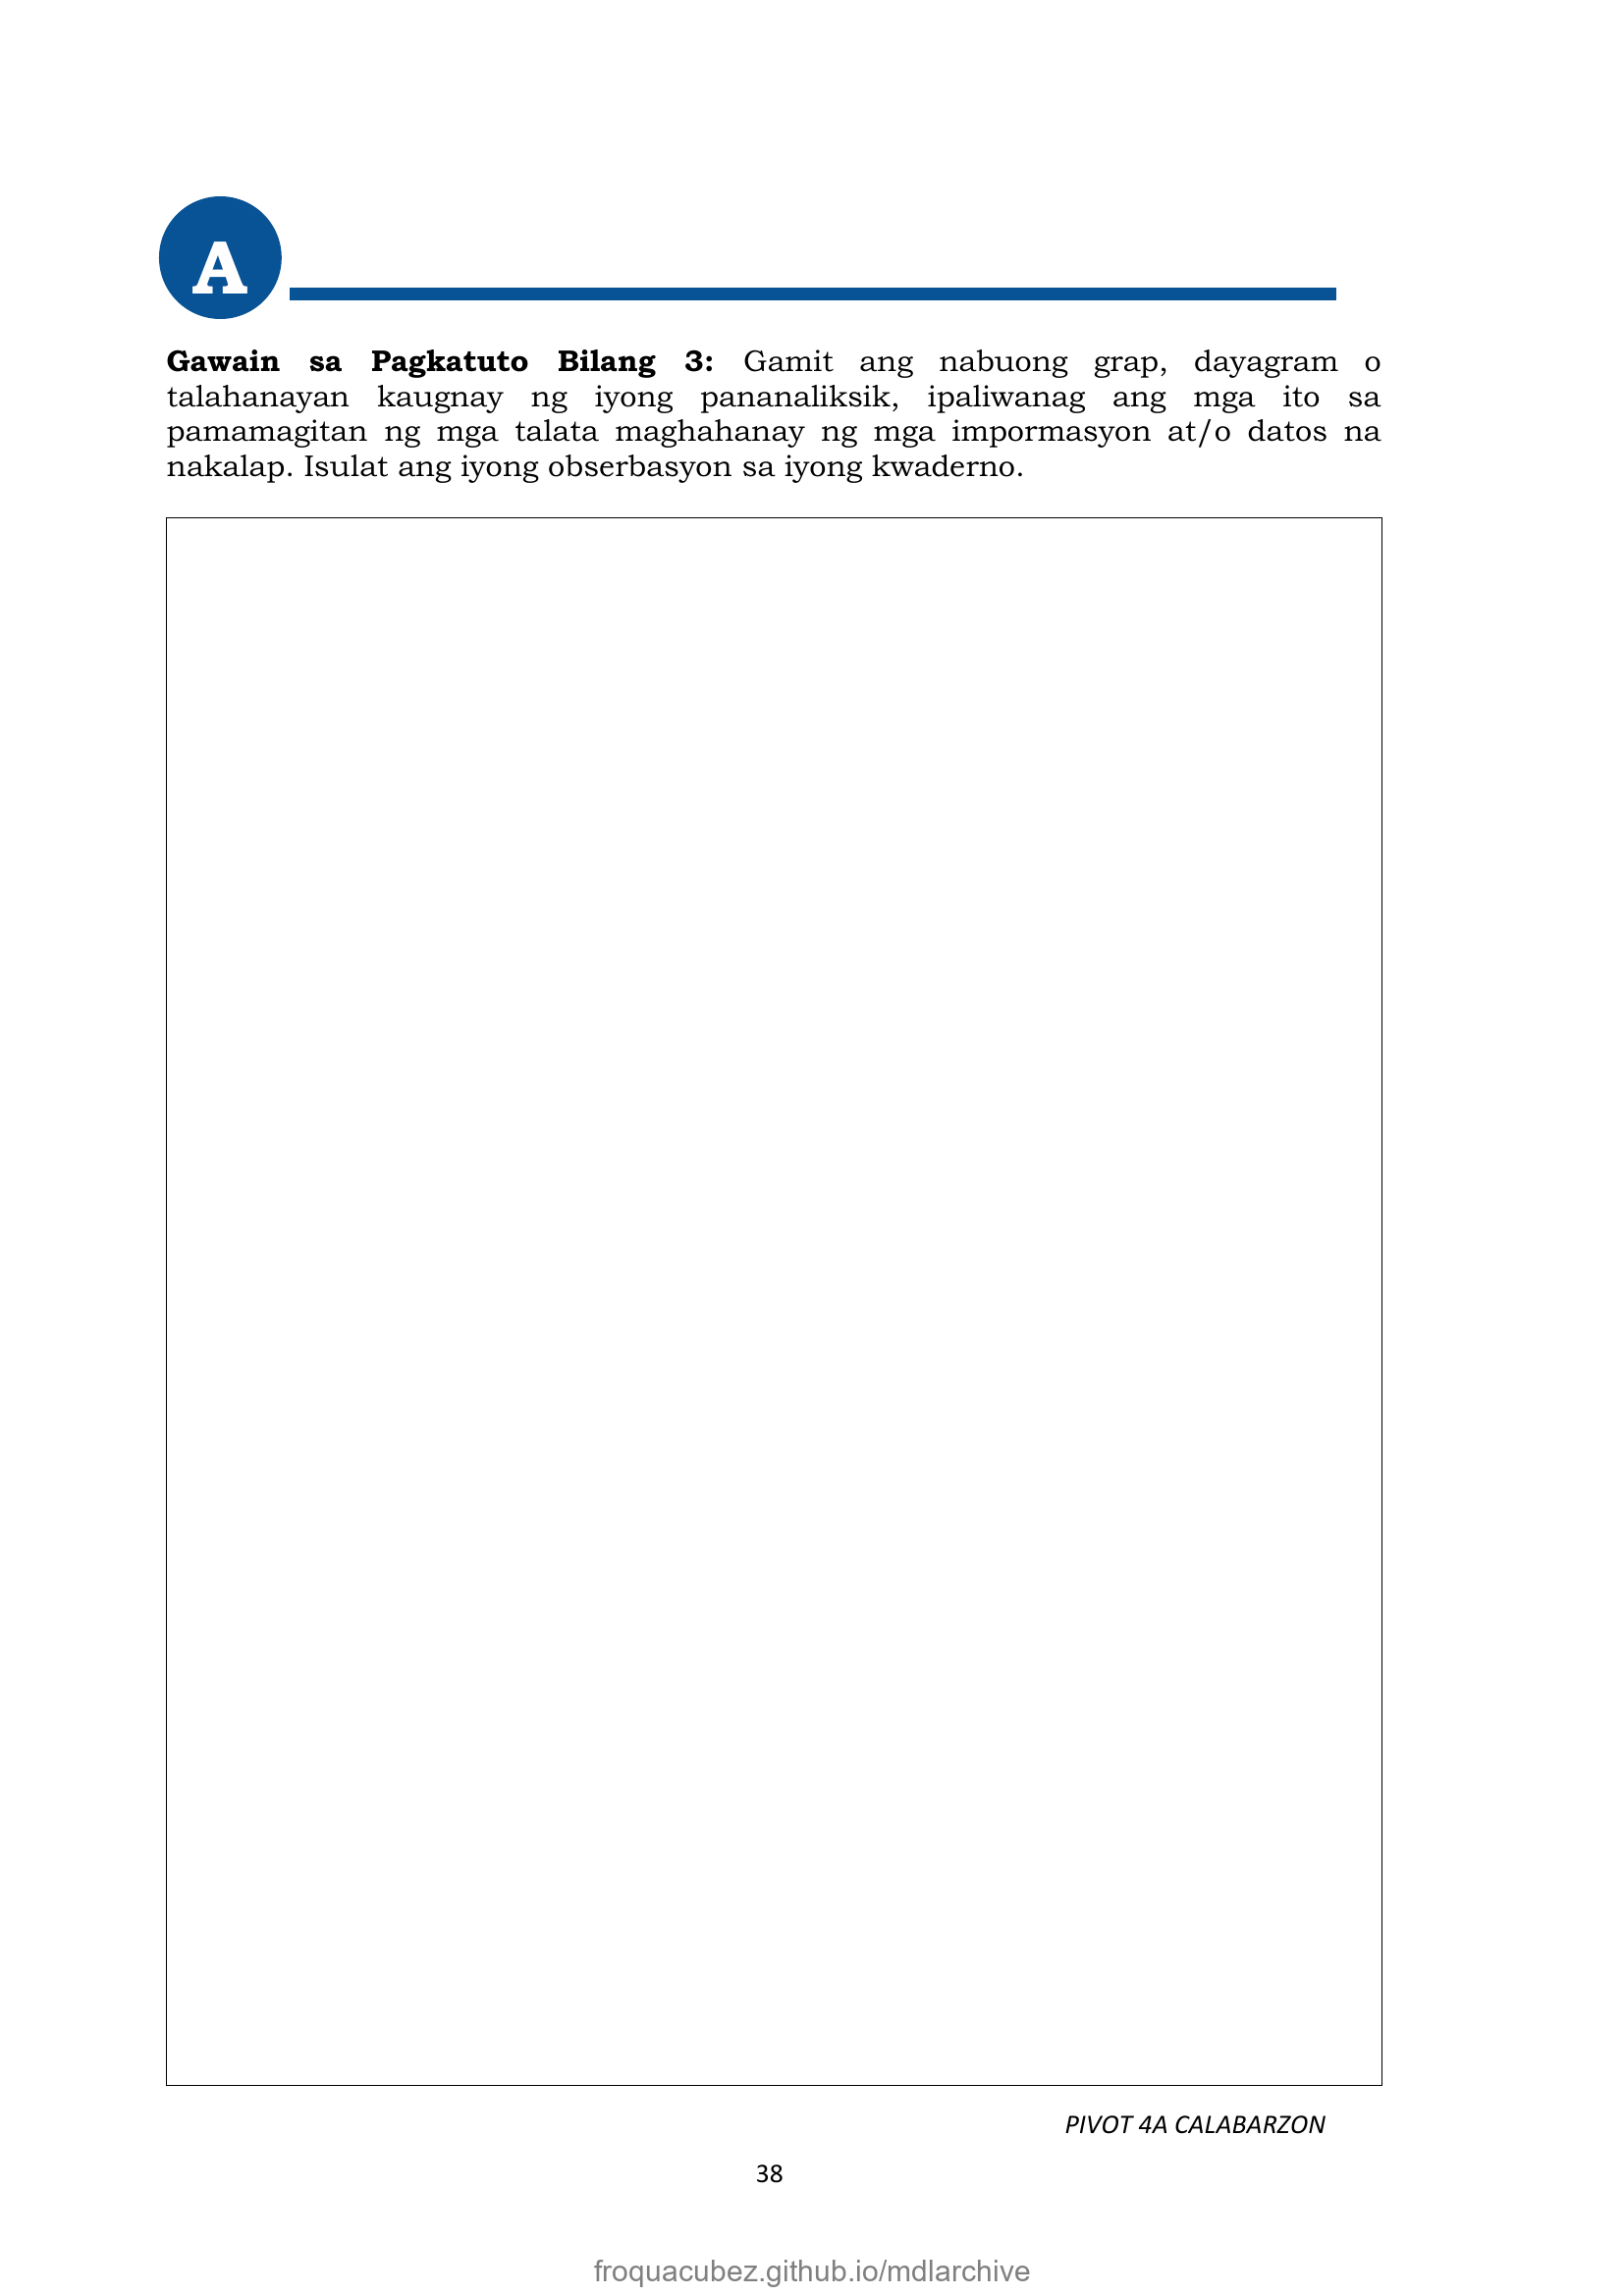 A
Gawain sa Pagkatuto Bilang 3: Gamit ang nabuong grap, dayagram o
talahanayan kaugnay ng iyong pananaliksik, ipaliwanag ang mga ito sa
pamamagitan ng mga talata maghahanay ng mga impormasyon at/o datos na
nakalap. Isulat ang iyong obserbasyon sa iyong kwaderno.
PIVOT 4A CALABARZON
38
froquacubez.github.io/mdlarchive